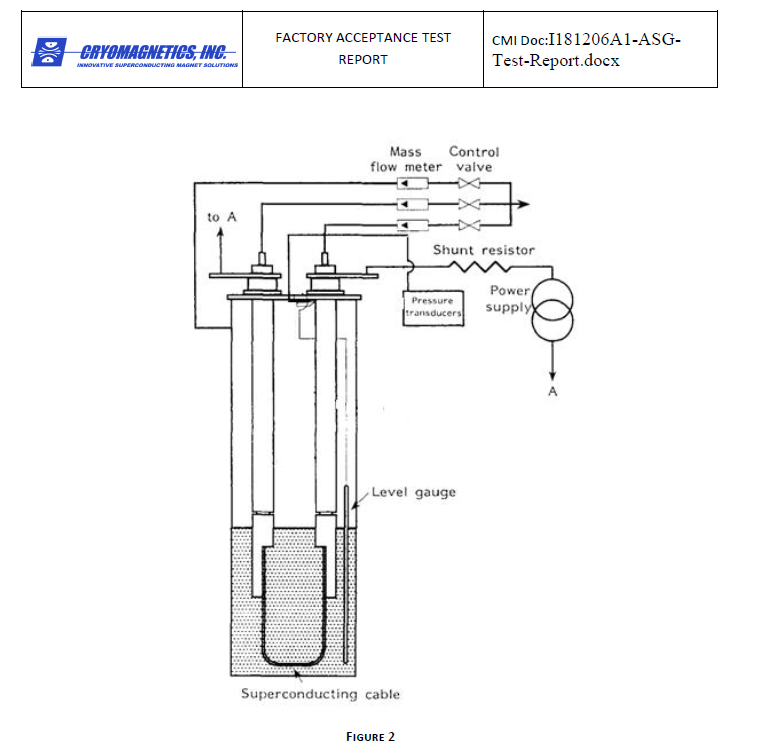 CRYOMAGNETICS, INC.
INNOVATIVE SUPERCONDUCTING MAGNET SOLUTIONS
FACTORY ACCEPTANCE TEST
REPORT
CMI Doc:I181206A1-ASG-
Test-Report.docx
Mass
flow meter
Control
valve
to A
Shunt resistor
Pressure
transducers
Power
supply
A
Level gauge
Superconducting cable
FIGURE 2